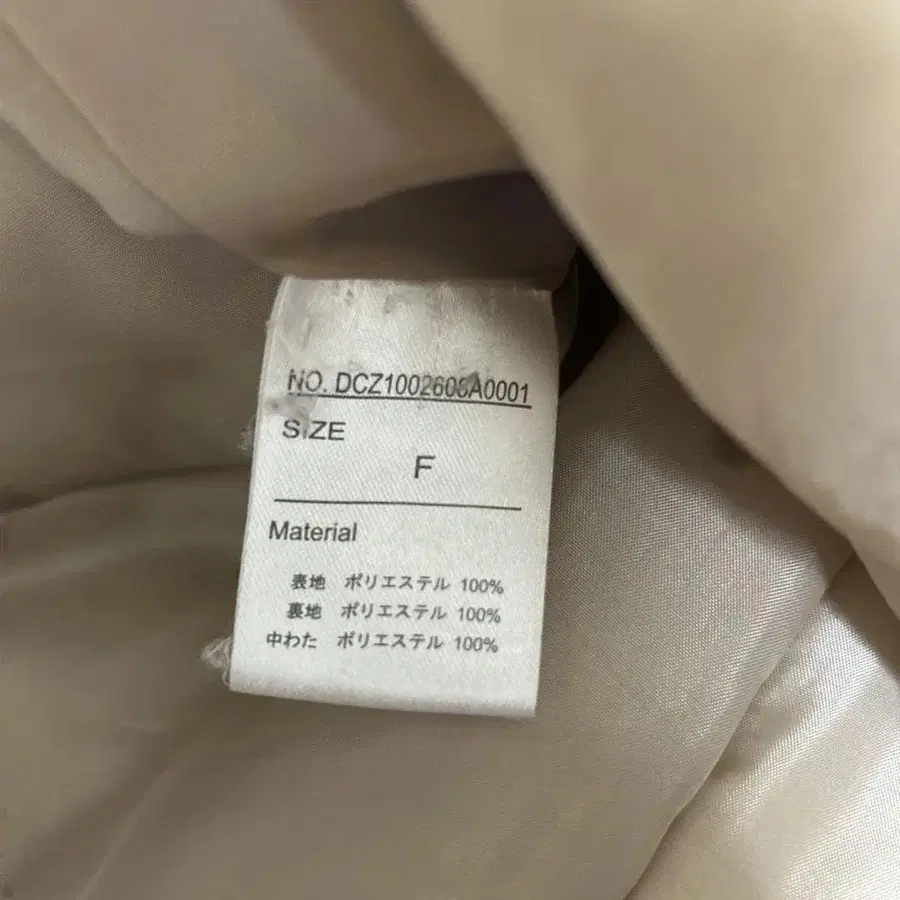 NO. DCZ1002608A0001
SIZE
F
Material
表地 ポリエステル 100%
裏地 ポリエステル 100%
中わた ポリエステル 100%